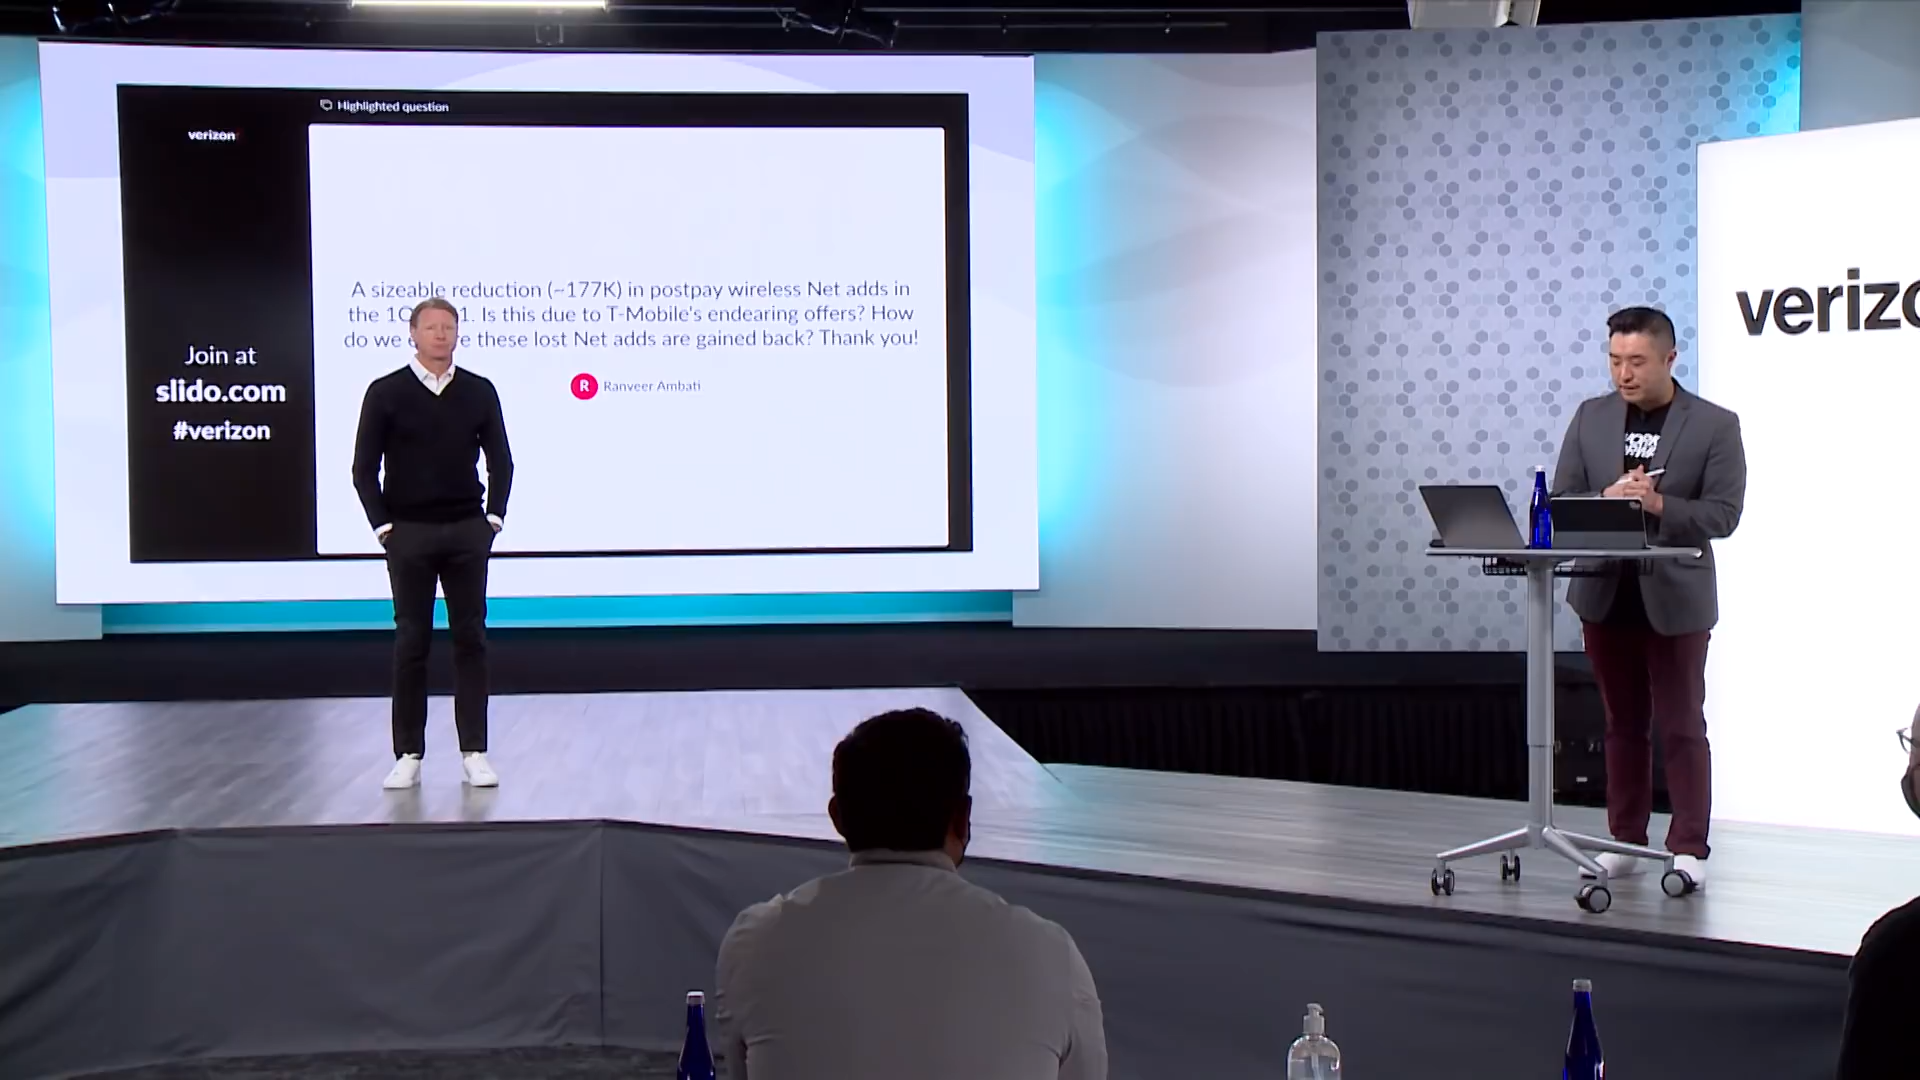 Highlighted question
verizon
A sizeable reduction (~177K) in postpay wireless Net adds in
the 1Q 1. Is this due to T-Mobile's endearing offers? How
do we these lost Net adds are gained back? Thank you!
R Ranveer Ambati
Join at
slido.com
#verizon
verizo